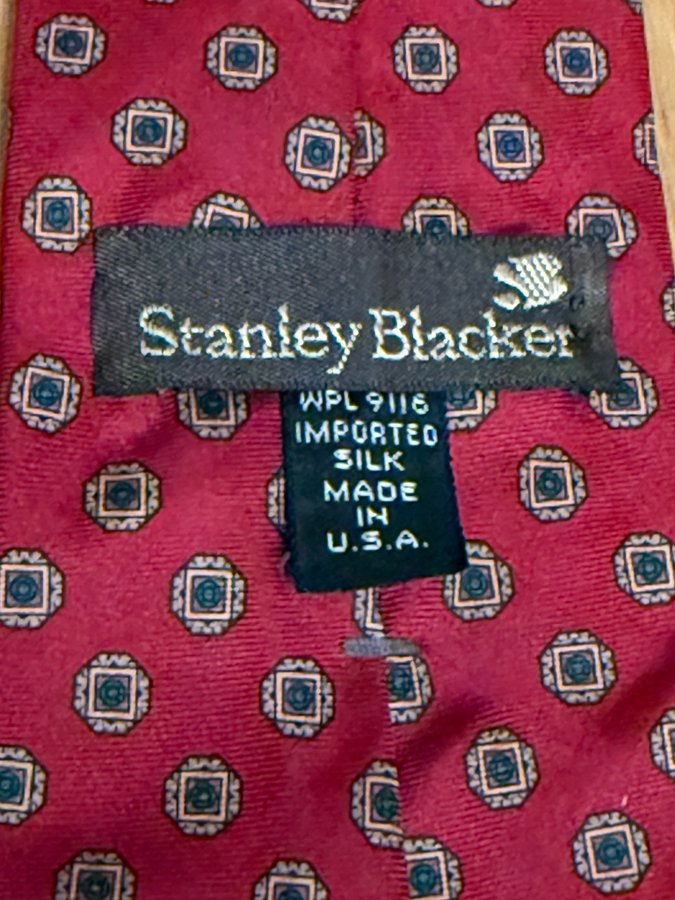 Stanley Blacker
WPL 9116
IMPORTED
SILK
MADE
IN
U.S.A.